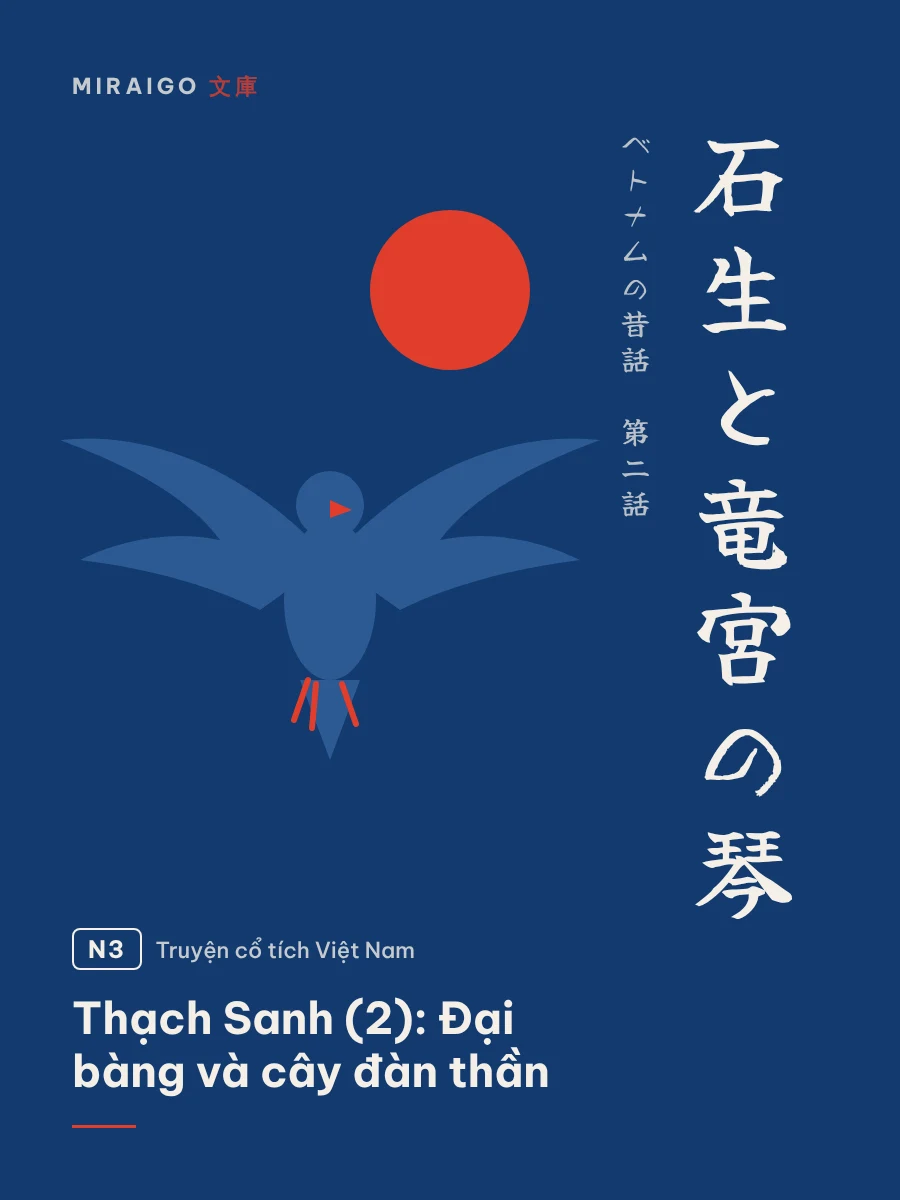 MIRAIGO 文庫
石生と竜宮の琴
ベトナムの昔話 第二話
N3 Truyện cổ tích Việt Nam
Thạch Sanh (2): Đại
bàng và cây đàn thần